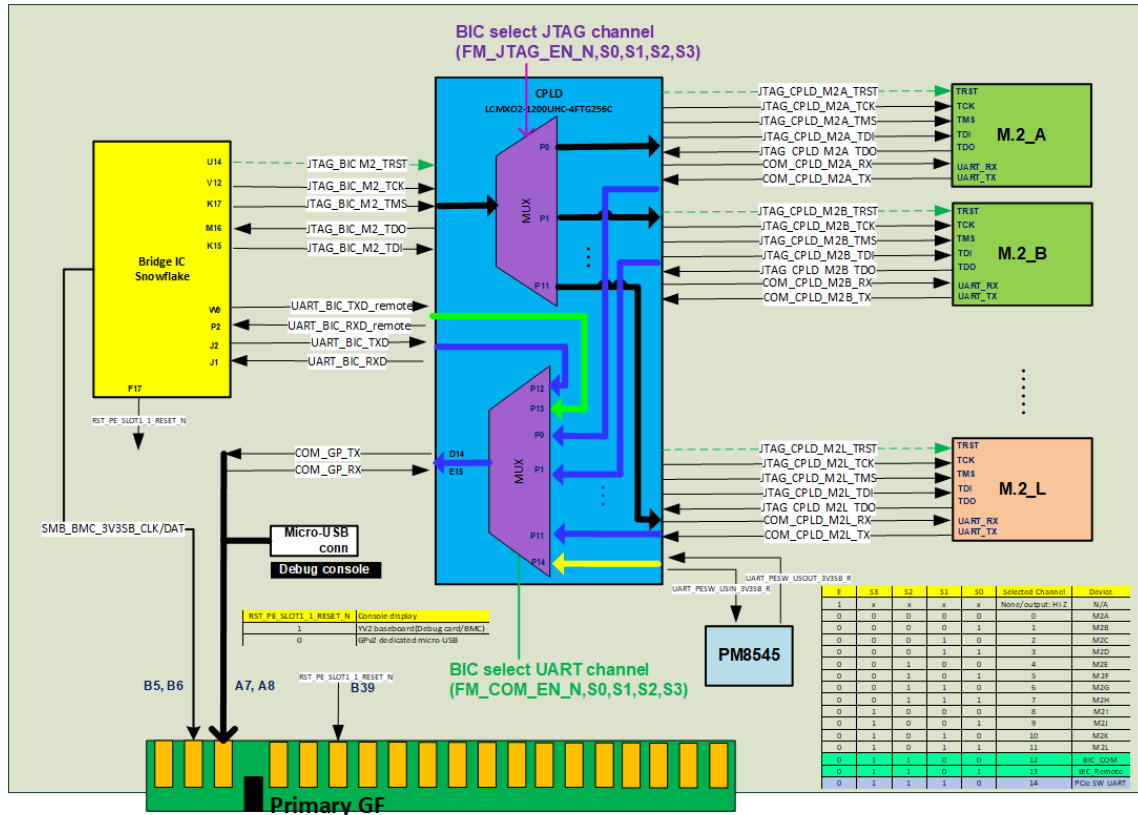 BIC select JTAG channel
(FM_JTAG_EN_N,S0,S1,S2,S3)
CPLD
LCMXO2-1200UHC-4FTG256C
MUX
P0
P1
P11
Bridge IC
Snowflake
U14
V12
K17
M16
K15
W9
P2
J2
J1
F17
JTAG_BIC M2_TRST
JTAG_BIC_M2_TCK
JTAG_BIC_M2_TMS
JTAG_BIC_M2_TDO
JTAG_BIC_M2_TDI
UART_BIC_TXD_remote
UART_BIC_RXD_remote
UART_BIC_TXD
UART_BIC_RXD
RST_PE_SLOT1_1_RESET_N
JTAG_CPLD_M2A_TRST
JTAG_CPLD_M2A_TCK
JTAG_CPLD_M2A_TMS
JTAG_CPLD_M2A_TDI
JTAG CPLD_M2A TDO
COM_CPLD_M2A_RX
COM_CPLD_M2A_TX
TRST
TCK
TMS
TDI
TDO
UART_RX
UART_TX
M.2_A
JTAG_CPLD_M2B_TRST
JTAG_CPLD_M2B_TCK
JTAG_CPLD_M2B_TMS
JTAG_CPLD_M2B_TDI
JTAG CPLD_M2B TDO
COM_CPLD_M2B_RX
COM_CPLD_M2B_TX
TRST
TCK
TMS
TDI
TDO
UART_RX
UART_TX
M.2_B
JTAG_CPLD_M2L_TRST
JTAG_CPLD_M2L_TCK
JTAG_CPLD_M2L_TMS
JTAG_CPLD_M2L_TDI
JTAG CPLD_M2L TDO
COM_CPLD_M2L_RX
COM_CPLD_M2L_TX
TRST
TCK
TMS
TDI
TDO
UART_RX
UART_TX
M.2_L
P12
P13
P0
P1
P11
P14
MUX
D14
E15
COM_GP_TX
COM_GP_RX
SMB_BMC_3V3SB_CLK/DAT
Micro-USB
conn
Debug console
UART_PESW_USOUT_3V3SB_R
UART_PESW_USIN_3V3SB_R
PM8545
RST_PE_SLOT1_1_RESET_N Console display
1 YV2 baseboard(Debug card/BMC)
0 GPv2 dedicated micro USB
BIC select UART channel
(FM_COM_EN_N,S0,S1,S2,S3)
RST_PE_SLOT1_1_RESET_N
B5, B6
A7, A8
B39
Primary GF
E S3 S2 S1 S0 Selected Channel Device
1 x x x x None/output: Hi Z N/A
0 0 0 0 0 0 M2A
0 0 0 0 1 1 M2B
0 0 0 1 0 2 M2C
0 0 0 1 1 3 M2D
0 0 1 0 0 4 M2E
0 0 1 0 1 5 M2F
0 0 1 1 0 6 M2G
0 0 1 1 1 7 M2H
0 1 0 0 0 8 M2I
0 1 0 0 1 9 M2J
0 1 0 1 0 10 M2K
0 1 0 1 1 11 M2L
0 1 1 0 0 12 BIC_COM
0 1 1 0 1 13 BIC_Remote
0 1 1 1 0 14 PCIe SW UART